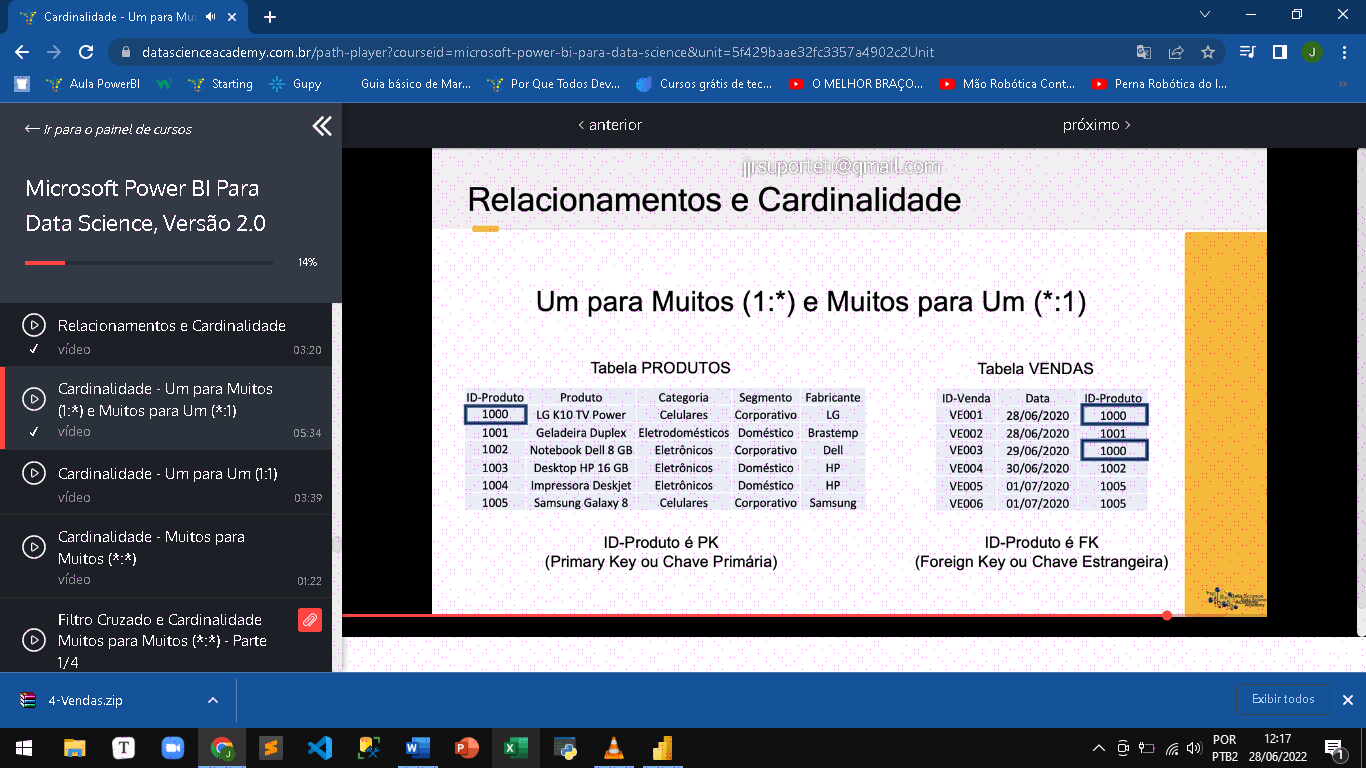 Cardinalidade - Um para Mui
datascienceacademy.com.br/path-player?courseid=microsoft-power-bi-para-data-science&unit=5f429baae32fc3357a4902c2Unit
J
Aula PowerBI
Starting
Gupy
Guia básico de Mar...
Por Que Todos Dev...
Cursos grátis de tec...
O MELHOR BRAÇO...
Mão Robótica Cont...
Perna Robótica do I...
»
← Ir para o painel de cursos
‹ anterior
próximo ›
Microsoft Power BI Para
Data Science, Versão 2.0
14%
Relacionamentos e Cardinalidade
vídeo 03:20
Cardinalidade - Um para Muitos
(1:*) e Muitos para Um (*:1)
vídeo 05:34
Cardinalidade - Um para Um (1:1)
vídeo 03:39
Cardinalidade - Muitos para
Muitos (*:*)
vídeo 01:22
Filtro Cruzado e Cardinalidade
Muitos para Muitos (*:*) - Parte
1/4
jjrsuporteti@gmail.com
Relacionamentos e Cardinalidade
Um para Muitos (1:*) e Muitos para Um (*:1)
Tabela PRODUTOS
ID-Produto Produto Categoria Segmento Fabricante
1000 LG K10 TV Power Celulares Corporativo LG
1001 Geladeira Duplex Eletrodomésticos Doméstico Brastemp
1002 Notebook Dell 8 GB Eletrônicos Corporativo Dell
1003 Desktop HP 16 GB Eletrônicos Doméstico HP
1004 Impressora Deskjet Eletrônicos Doméstico HP
1005 Samsung Galaxy 8 Celulares Corporativo Samsung
ID-Produto é PK
(Primary Key ou Chave Primária)
Tabela VENDAS
ID-Venda Data ID-Produto
VE001 28/06/2020 1000
VE002 28/06/2020 1001
VE003 29/06/2020 1000
VE004 30/06/2020 1002
VE005 01/07/2020 1005
VE006 01/07/2020 1005
ID-Produto é FK
(Foreign Key ou Chave Estrangeira)
Data Science
Academy
4-Vendas.zip
Exibir todos
POR
PTB2
12:17
28/06/2022
1